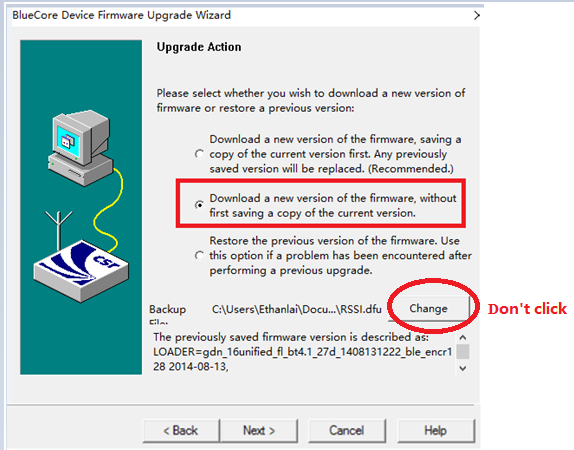 BlueCore Device Firmware Upgrade Wizard
Upgrade Action
Please select whether you wish to download a new version of
firmware or restore a previous version:
Download a new version of the firmware, saving a
copy of the current version first. Any previously
saved version will be replaced. (Recommended.)
Download a new version of the firmware, without
first saving a copy of the current version.
Restore the previous version of the firmware. Use
this option if a problem has been encountered after
performing a previous upgrade.
Backup C:\Users\Ethanlai\Docu...\RSSI.dfu Change Don't click
File:
The previously saved firmware version is described as:
LOADER=gdn_16unified_fl_bt4.1_27d_1408131222_ble_encr1
28 2014-08-13,
csr
< Back Next > Cancel Help